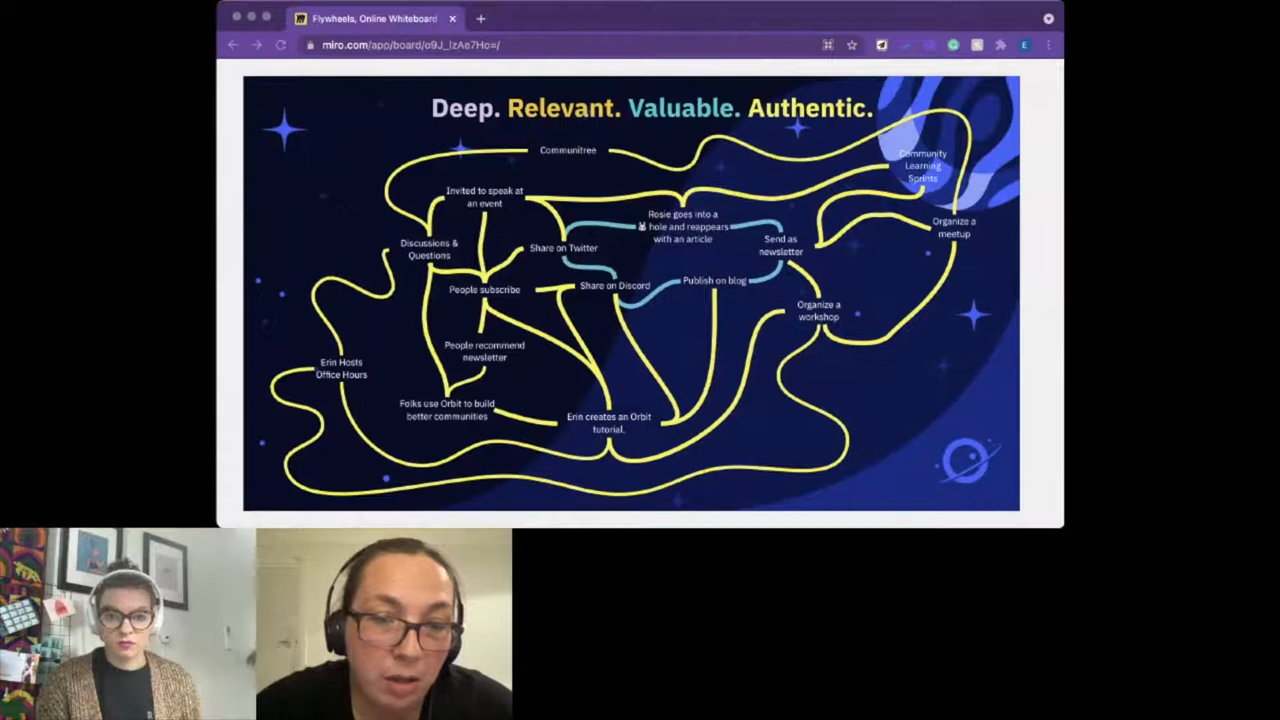 Flywheels, Online Whiteboard
miro.com/app/board/o9J_lzAe7Ho=/
E
Deep. Relevant. Valuable. Authentic.
Communitree
Community
Learning
Sprints
Invited to speak at
an event
Rosie goes into a
hole and reappears
with an article
Organize a
meetup
Discussions &
Questions
Share on Twitter
Send as
newsletter
People subscribe
Share on Discord
Publish on blog
Organize a
workshop
People recommend
newsletter
Erin Hosts
Office Hours
Folks use Orbit to build
better communities
Erin creates an Orbit
tutorial.